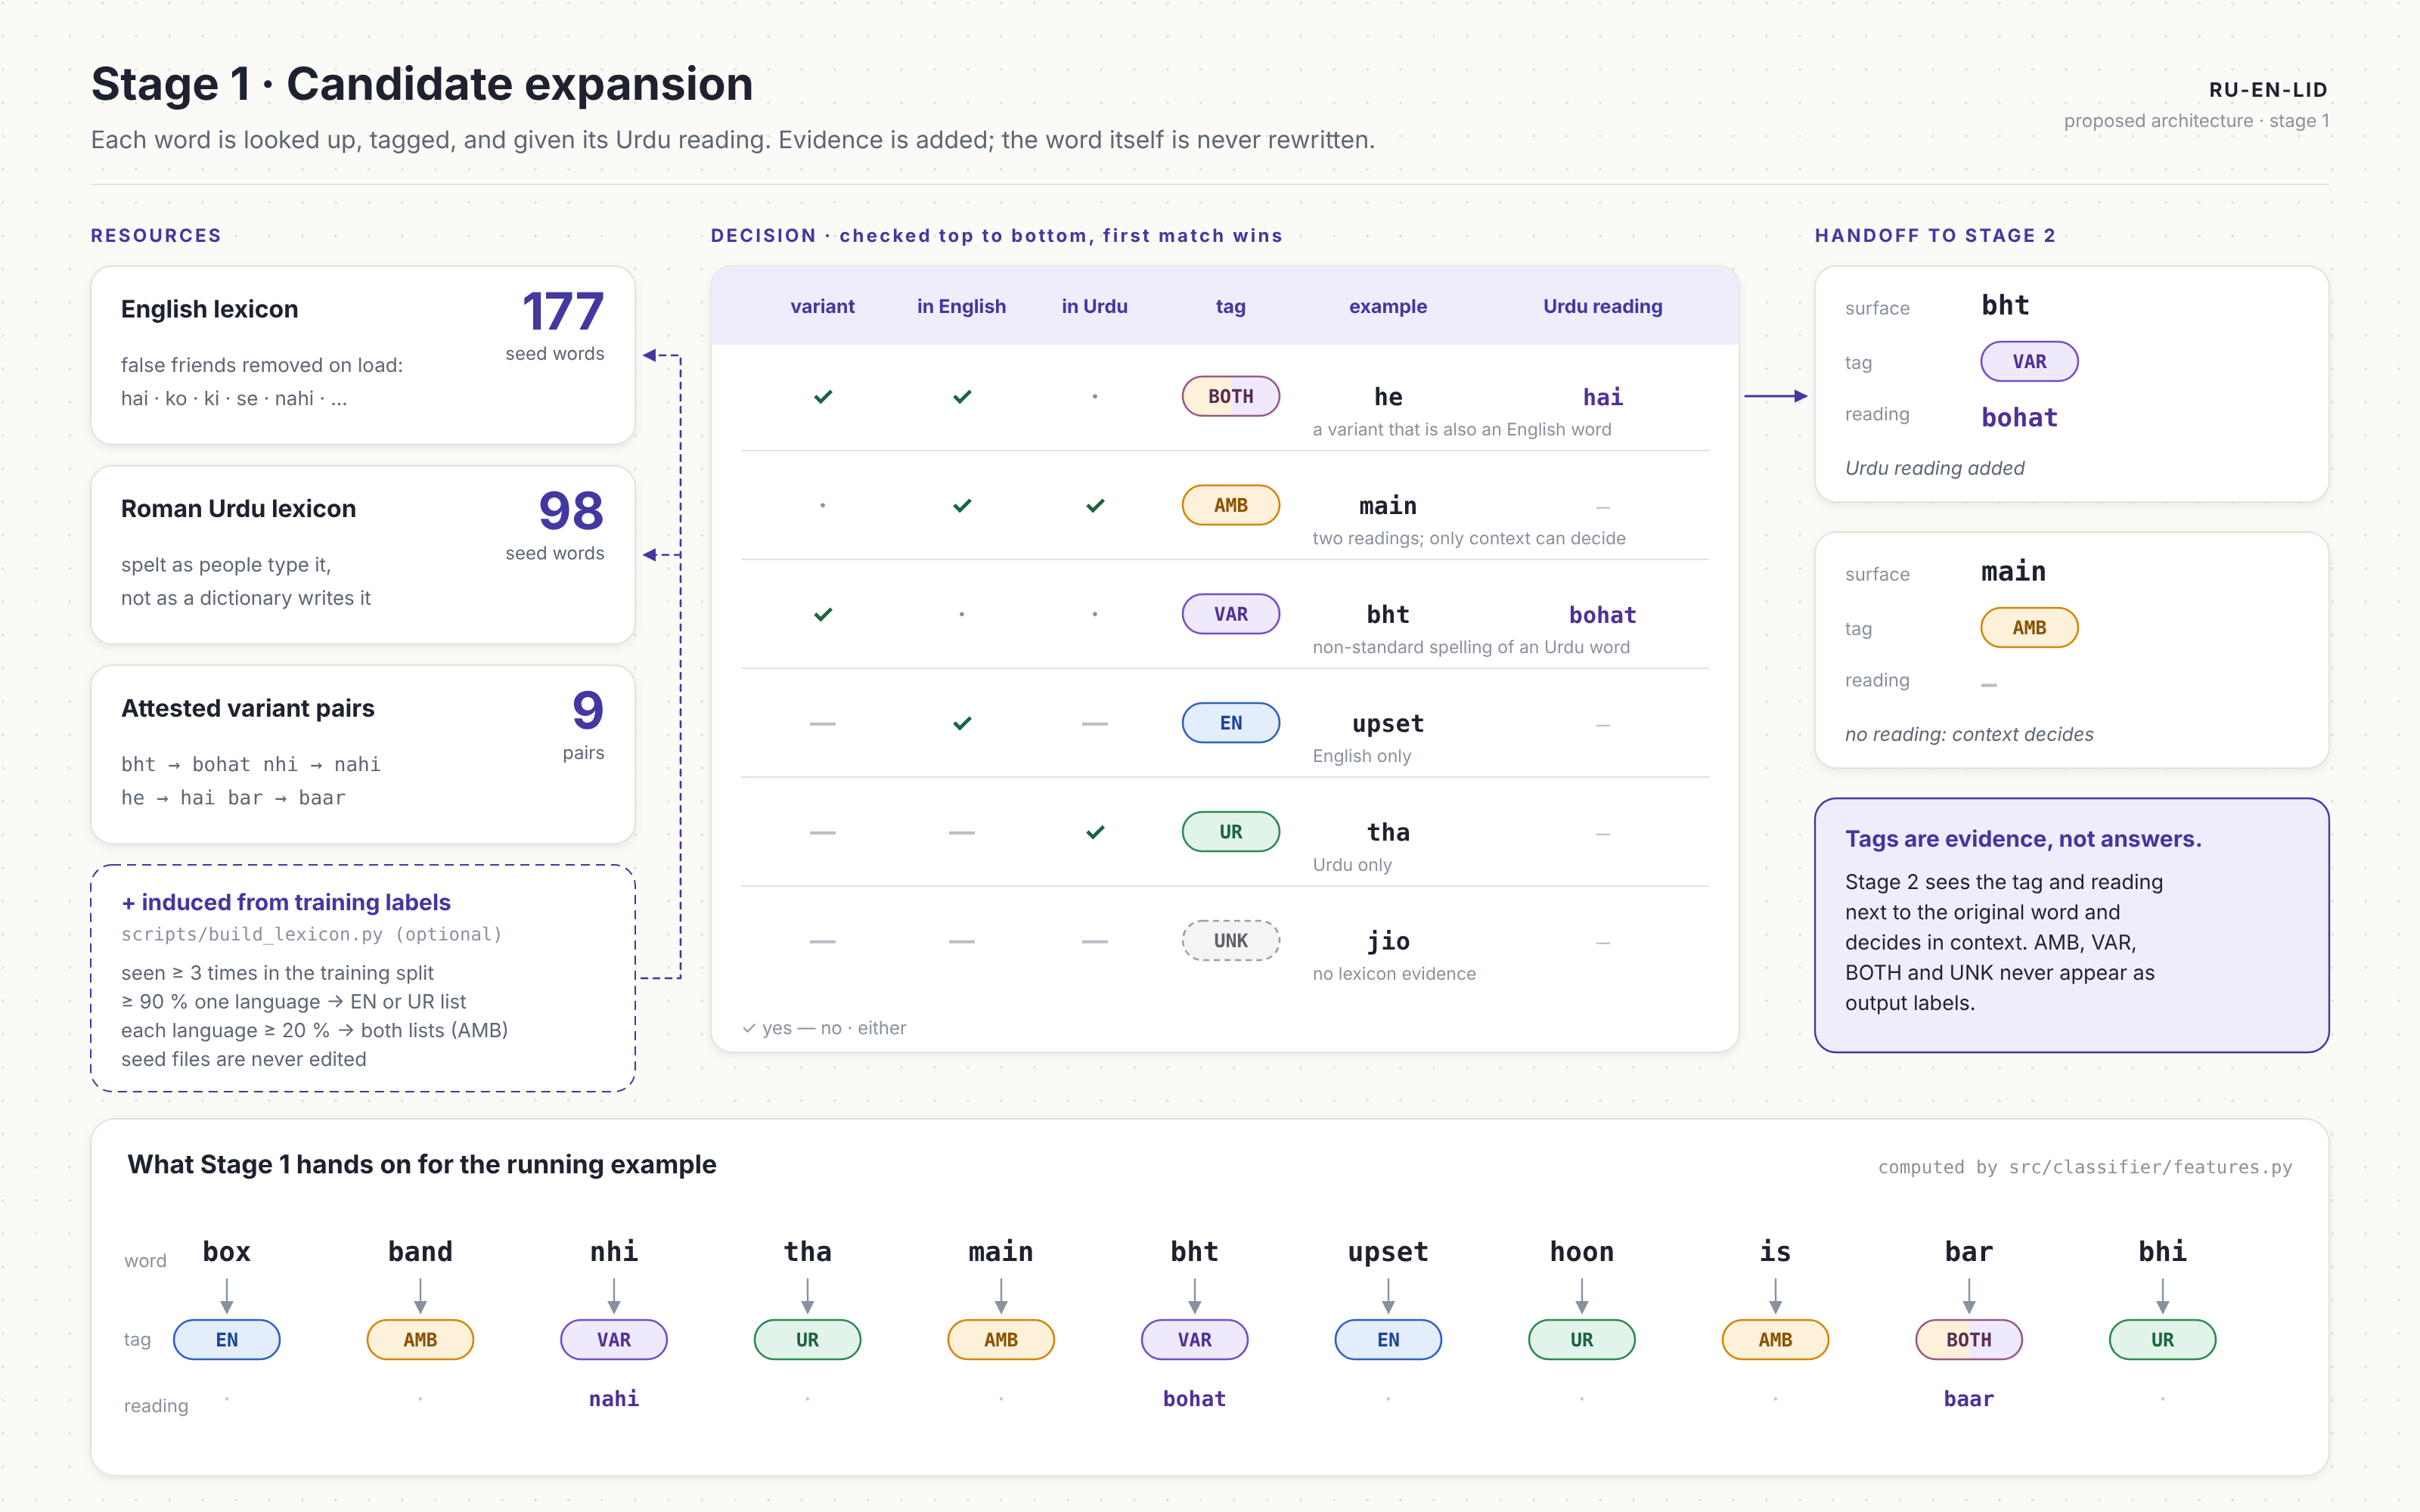 Stage 1 · Candidate expansion
RU-EN-LID
Each word is looked up, tagged, and given its Urdu reading. Evidence is added; the word itself is never rewritten.
proposed architecture · stage 1
RESOURCES
English lexicon
177
seed words
false friends removed on load:
hai · ko · ki · se · nahi · ...
Roman Urdu lexicon
98
seed words
spelt as people type it,
not as a dictionary writes it
Attested variant pairs
9
pairs
bht → bohat nhi → nahi
he → hai bar → baar
+ induced from training labels
scripts/build_lexicon.py (optional)
seen ≥ 3 times in the training split
≥ 90 % one language → EN or UR list
each language ≥ 20 % → both lists (AMB)
seed files are never edited
DECISION · checked top to bottom, first match wins
variant in English in Urdu tag example Urdu reading
✓ ✓ · BOTH he hai
a variant that is also an English word
· ✓ ✓ AMB main –
two readings; only context can decide
✓ · · VAR bht bohat
non-standard spelling of an Urdu word
— ✓ — EN upset –
English only
— — ✓ UR tha –
Urdu only
— — — UNK jio –
no lexicon evidence
✓ yes — no · either
HANDOFF TO STAGE 2
surface bht
tag VAR
reading bohat
Urdu reading added
surface main
tag AMB
reading –
no reading: context decides
Tags are evidence, not answers.
Stage 2 sees the tag and reading
next to the original word and
decides in context. AMB, VAR,
BOTH and UNK never appear as
output labels.
What Stage 1 hands on for the running example
computed by src/classifier/features.py
word box band nhi tha main bht upset hoon is bar bhi
tag EN AMB VAR UR AMB VAR EN UR AMB BOTH UR
reading · · nahi · · bohat · · · baar ·